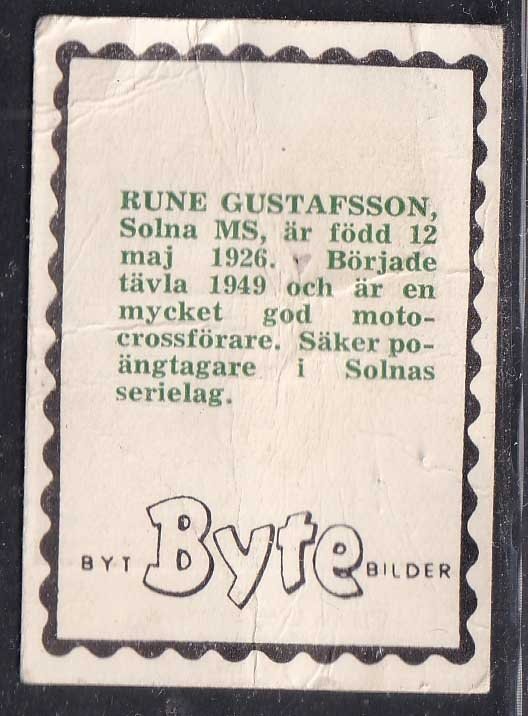 RUNE GUSTAFSSON,
Solna MS, är född 12
maj 1926. Började
tävla 1949 och är en
mycket god moto-
crossförare. Säker po-
ängtagare i Solnas
serielag.
BYT Byte BILDER